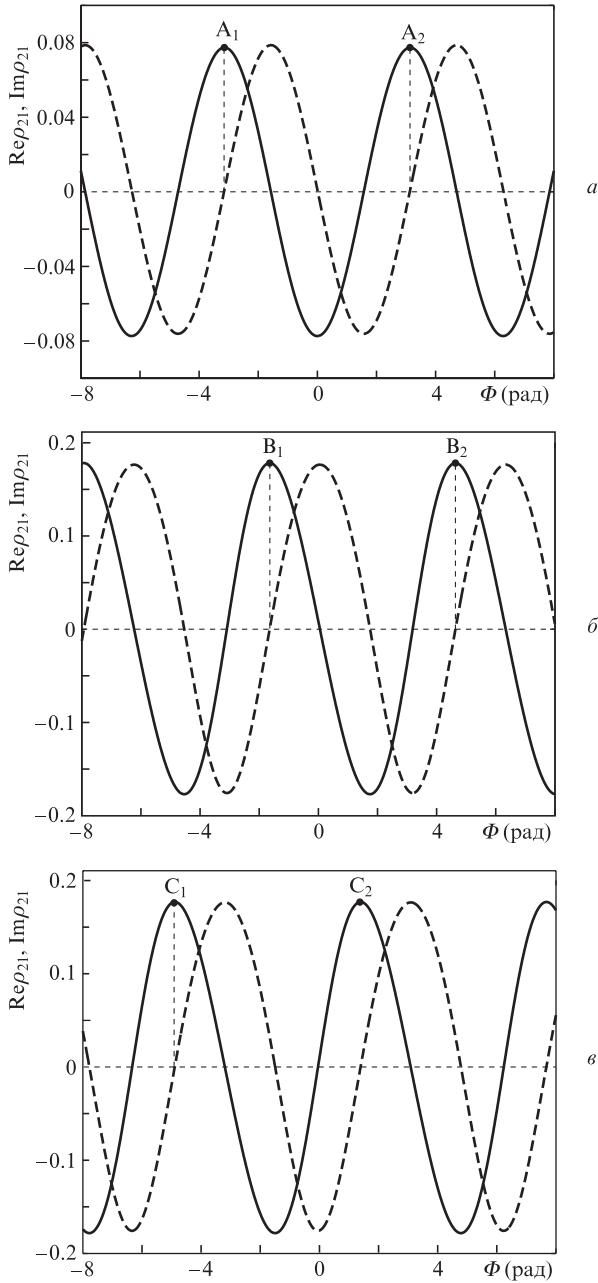 A₁ A₂
0.08
0.04
0
−0.04
−0.08
Reρ₂₁, Imρ₂₁
−8 −4 0 4 Φ (рад)
а
B₁ B₂
0.2
0.1
0
−0.1
−0.2
Reρ₂₁, Imρ₂₁
−8 −4 0 4 Φ (рад)
б
C₁ C₂
0.2
0.1
0
−0.1
−0.2
Reρ₂₁, Imρ₂₁
−8 −4 0 4 Φ (рад)
в